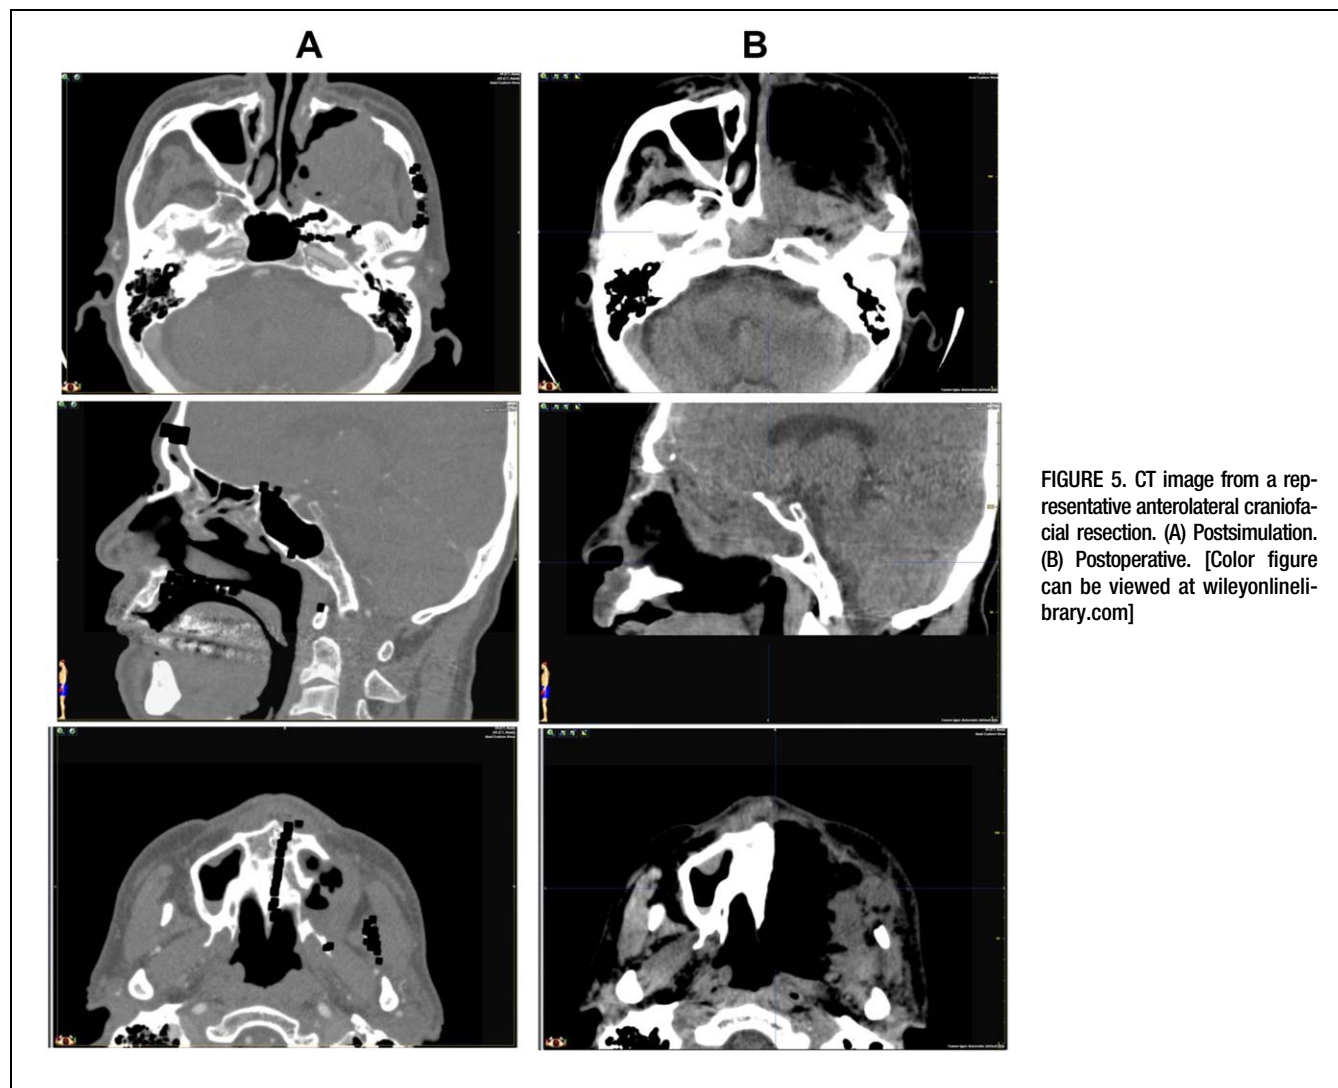 A
B
FIGURE 5. CT image from a rep-
resentative anterolateral craniofa-
cial resection. (A) Postsimulation.
(B) Postoperative. [Color figure
can be viewed at wileyonlineli-
brary.com]